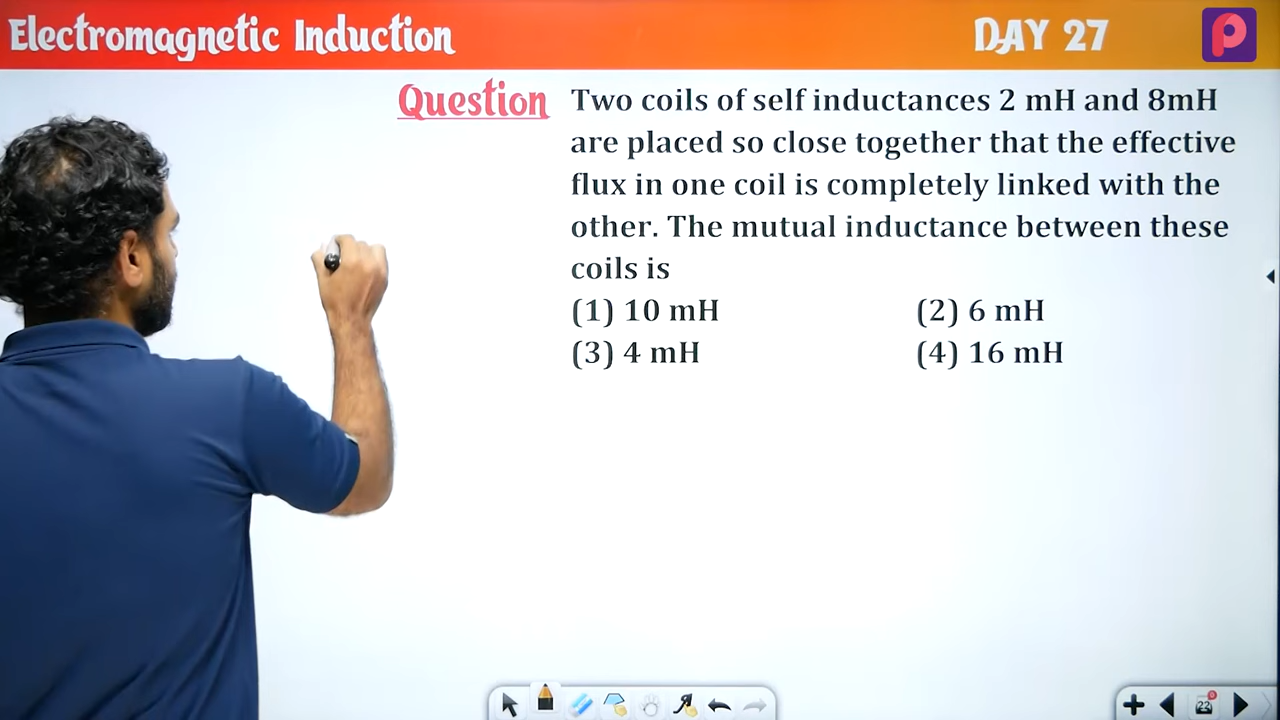 Electromagnetic Induction
DAY 27
Question
Two coils of self inductances 2 mH and 8mH
are placed so close together that the effective
flux in one coil is completely linked with the
other. The mutual inductance between these
coils is
(1) 10 mH
(2) 6 mH
(3) 4 mH
(4) 16 mH